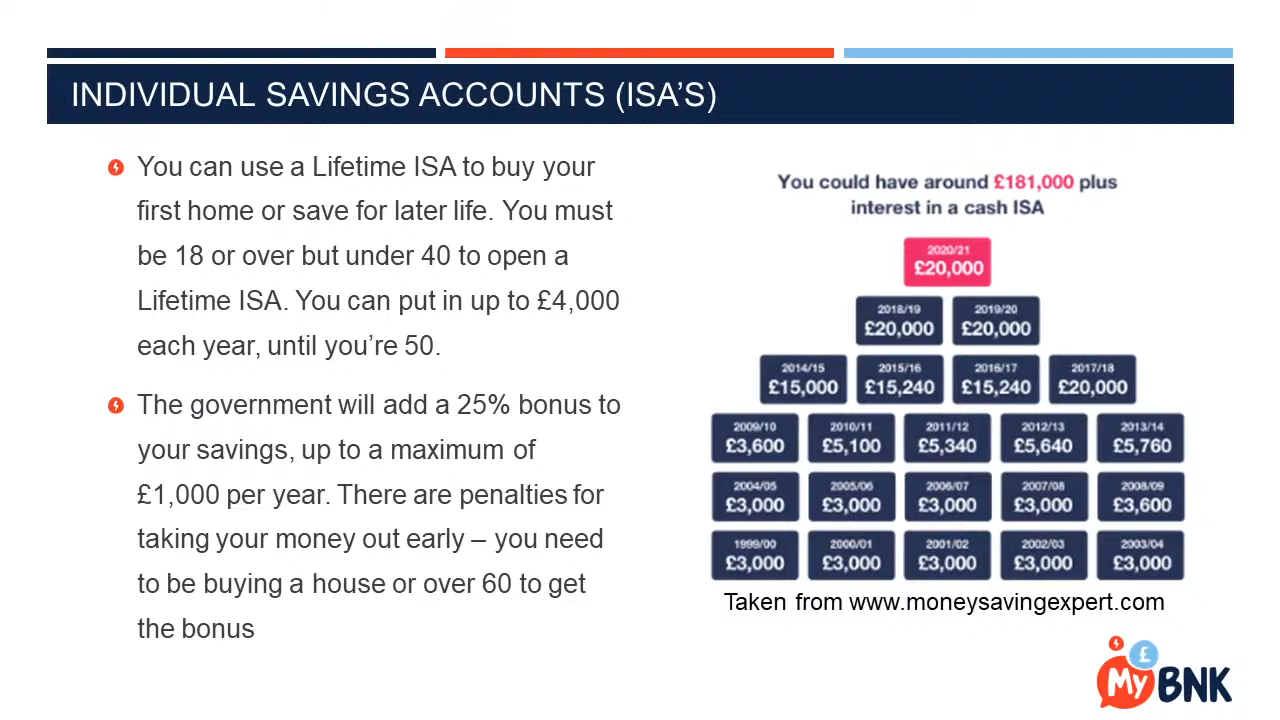 INDIVIDUAL SAVINGS ACCOUNTS (ISA’S)
You can use a Lifetime ISA to buy your
first home or save for later life. You must
be 18 or over but under 40 to open a
Lifetime ISA. You can put in up to £4,000
each year, until you’re 50.
The government will add a 25% bonus to
your savings, up to a maximum of
£1,000 per year. There are penalties for
taking your money out early – you need
to be buying a house or over 60 to get
the bonus
You could have around £181,000 plus
interest in a cash ISA
2020/21
£20,000
2018/19 2019/20
£20,000 £20,000
2014/15 2015/16 2016/17 2017/18
£15,000 £15,240 £15,240 £20,000
2009/10 2010/11 2011/12 2012/13 2013/14
£3,600 £5,100 £5,340 £5,640 £5,760
2004/05 2005/06 2006/07 2007/08 2008/09
£3,000 £3,000 £3,000 £3,000 £3,600
1999/00 2000/01 2001/02 2002/03 2003/04
£3,000 £3,000 £3,000 £3,000 £3,000
Taken from www.moneysavingexpert.com
£
MyBNK